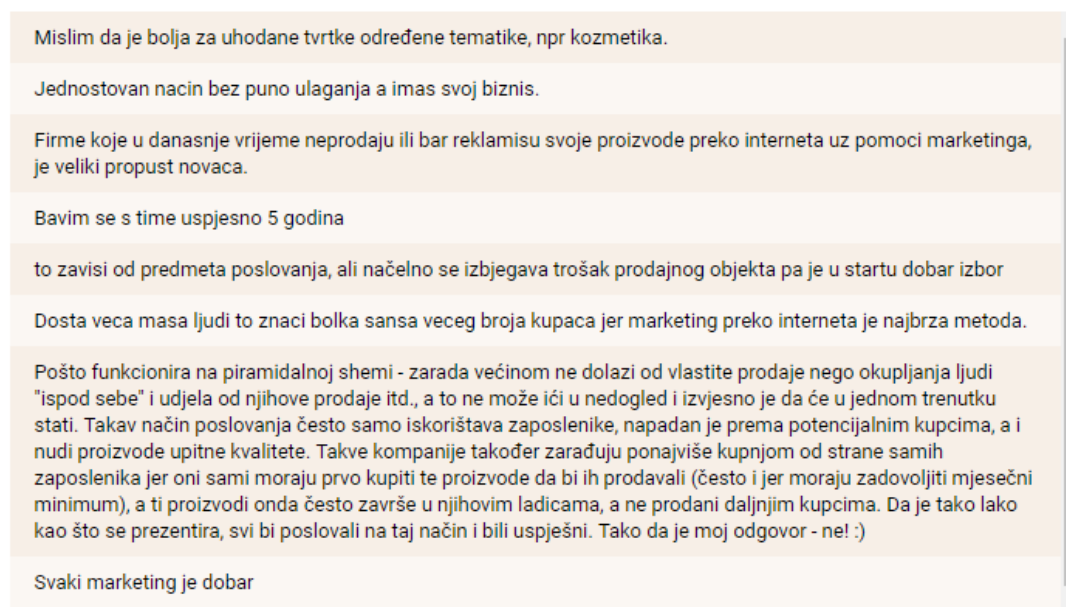 Mislim da je bolja za uhodane tvrtke određene tematike, npr kozmetika.
Jednostovan nacin bez puno ulaganja a imas svoj biznis.
Firme koje u danasnje vrijeme neprodaju ili bar reklamisu svoje proizvode preko interneta uz pomoci marketinga,
je veliki propust novaca.
Bavim se s time uspjesno 5 godina
to zavisi od predmeta poslovanja, ali načelno se izbjegava trošak prodajnog objekta pa je u startu dobar izbor
Dosta veca masa ljudi to znaci bolka sansa veceg broja kupaca jer marketing preko interneta je najbrza metoda.
Pošto funkcionira na piramidalnoj shemi - zarada većinom ne dolazi od vlastite prodaje nego okupljanja ljudi
"ispod sebe" i udjela od njihove prodaje itd., a to ne može ići u nedogled i izvjesno je da će u jednom trenutku
stati. Takav način poslovanja često samo iskorištava zaposlenike, napadan je prema potencijalnim kupcima, a i
nudi proizvode upitne kvalitete. Takve kompanije također zarađuju ponajviše kupnjom od strane samih
zaposlenika jer oni sami moraju prvo kupiti te proizvode da bi ih prodavali (često i jer moraju zadovoljiti mjesečni
minimum), a ti proizvodi onda često završe u njihovim ladicama, a ne prodani daljnjim kupcima. Da je tako lako
kao što se prezentira, svi bi poslovali na taj način i bili uspješni. Tako da je moj odgovor - ne! :)
Svaki marketing je dobar